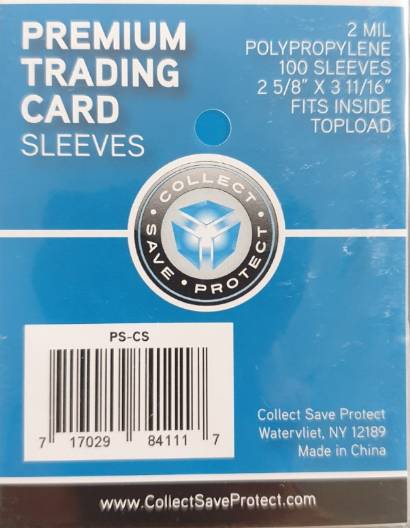 PREMIUM
TRADING
CARD
SLEEVES
2 MIL
POLYPROPYLENE
100 SLEEVES
2 5/8" X 3 11/16"
FITS INSIDE
TOPLOAD
COLLECT • SAVE • PROTECT •
PS-CS
7 17029 84111 7
Collect Save Protect
Watervliet, NY 12189
Made in China
www.CollectSaveProtect.com